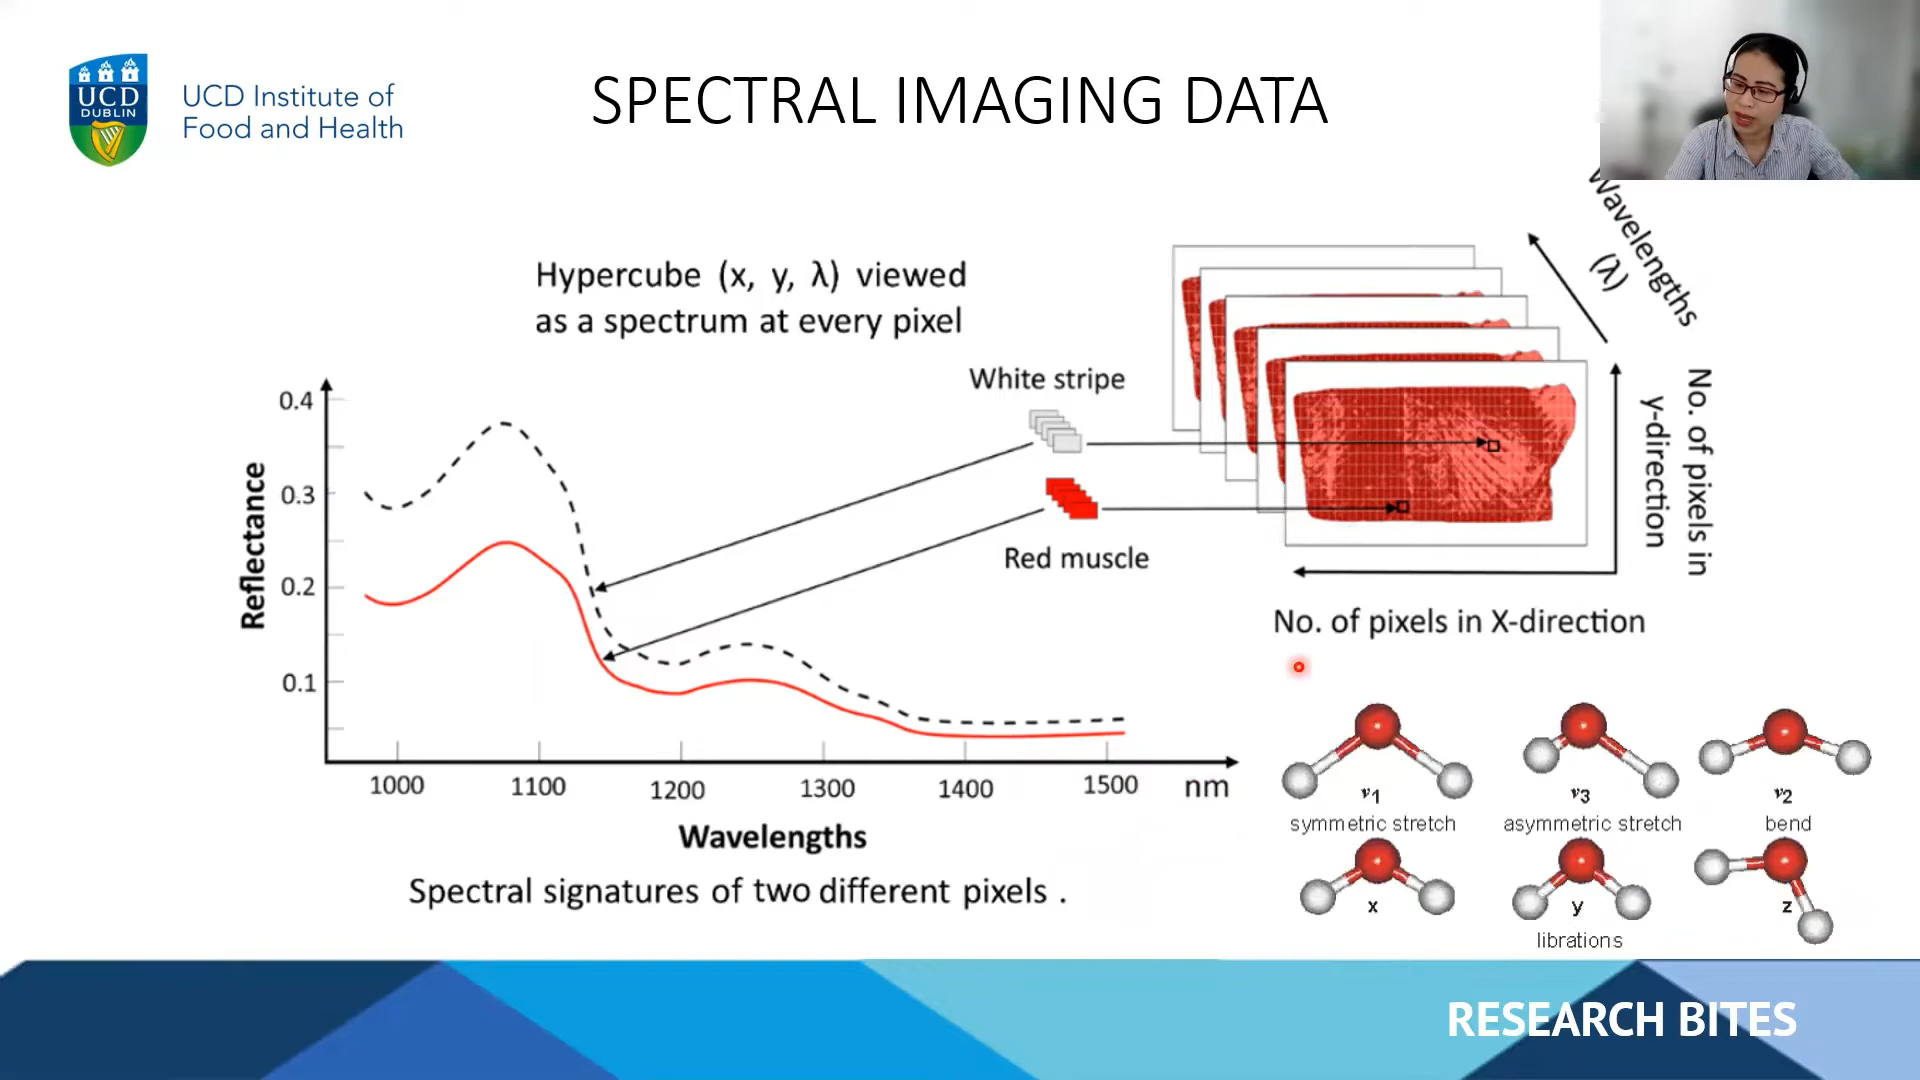 UCD
DUBLIN
UCD Institute of
Food and Health
SPECTRAL IMAGING DATA
Hypercube (x, y, λ) viewed
as a spectrum at every pixel
White stripe
Red muscle
Wavelengths
(λ)
No. of pixels in
y-direction
No. of pixels in X-direction
Reflectance
0.4
0.3
0.2
0.1
1000 1100 1200 1300 1400 1500 nm
Wavelengths
Spectral signatures of two different pixels .
ν1 ν3 ν2
symmetric stretch asymmetric stretch bend
x y z
librations
RESEARCH BITES